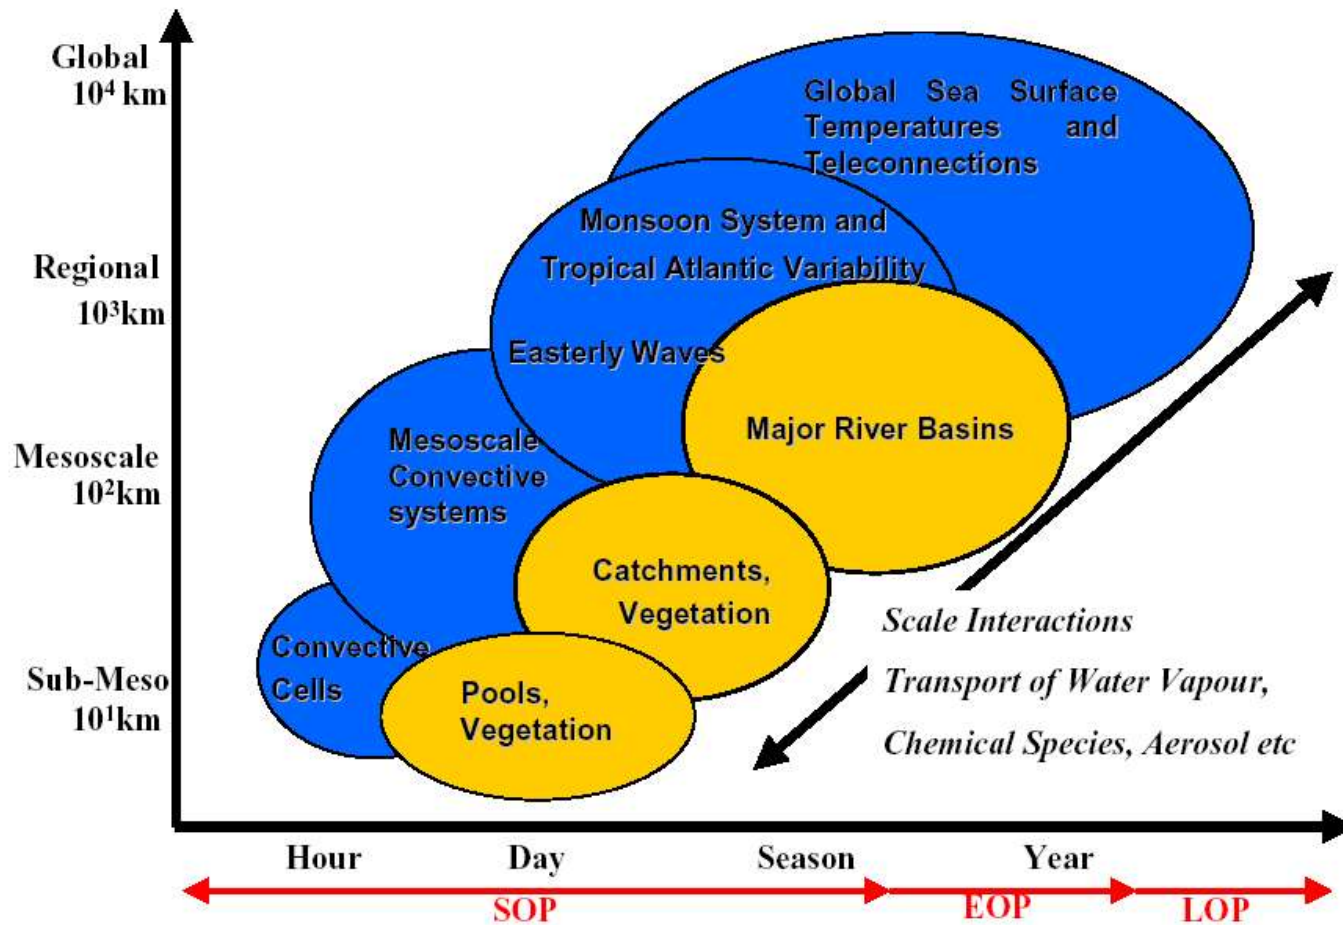 Global
10⁴ km
Global Sea Surface
Temperatures and
Teleconnections
Monsoon System and
Tropical Atlantic Variability
Regional
10³km
Easterly Waves
Major River Basins
Mesoscale
10²km
Mesoscale
Convective
systems
Catchments,
Vegetation
Scale Interactions
Transport of Water Vapour,
Chemical Species, Aerosol etc
Convective
Cells
Sub-Meso
10¹km
Pools,
Vegetation
Hour Day Season Year
SOP EOP LOP